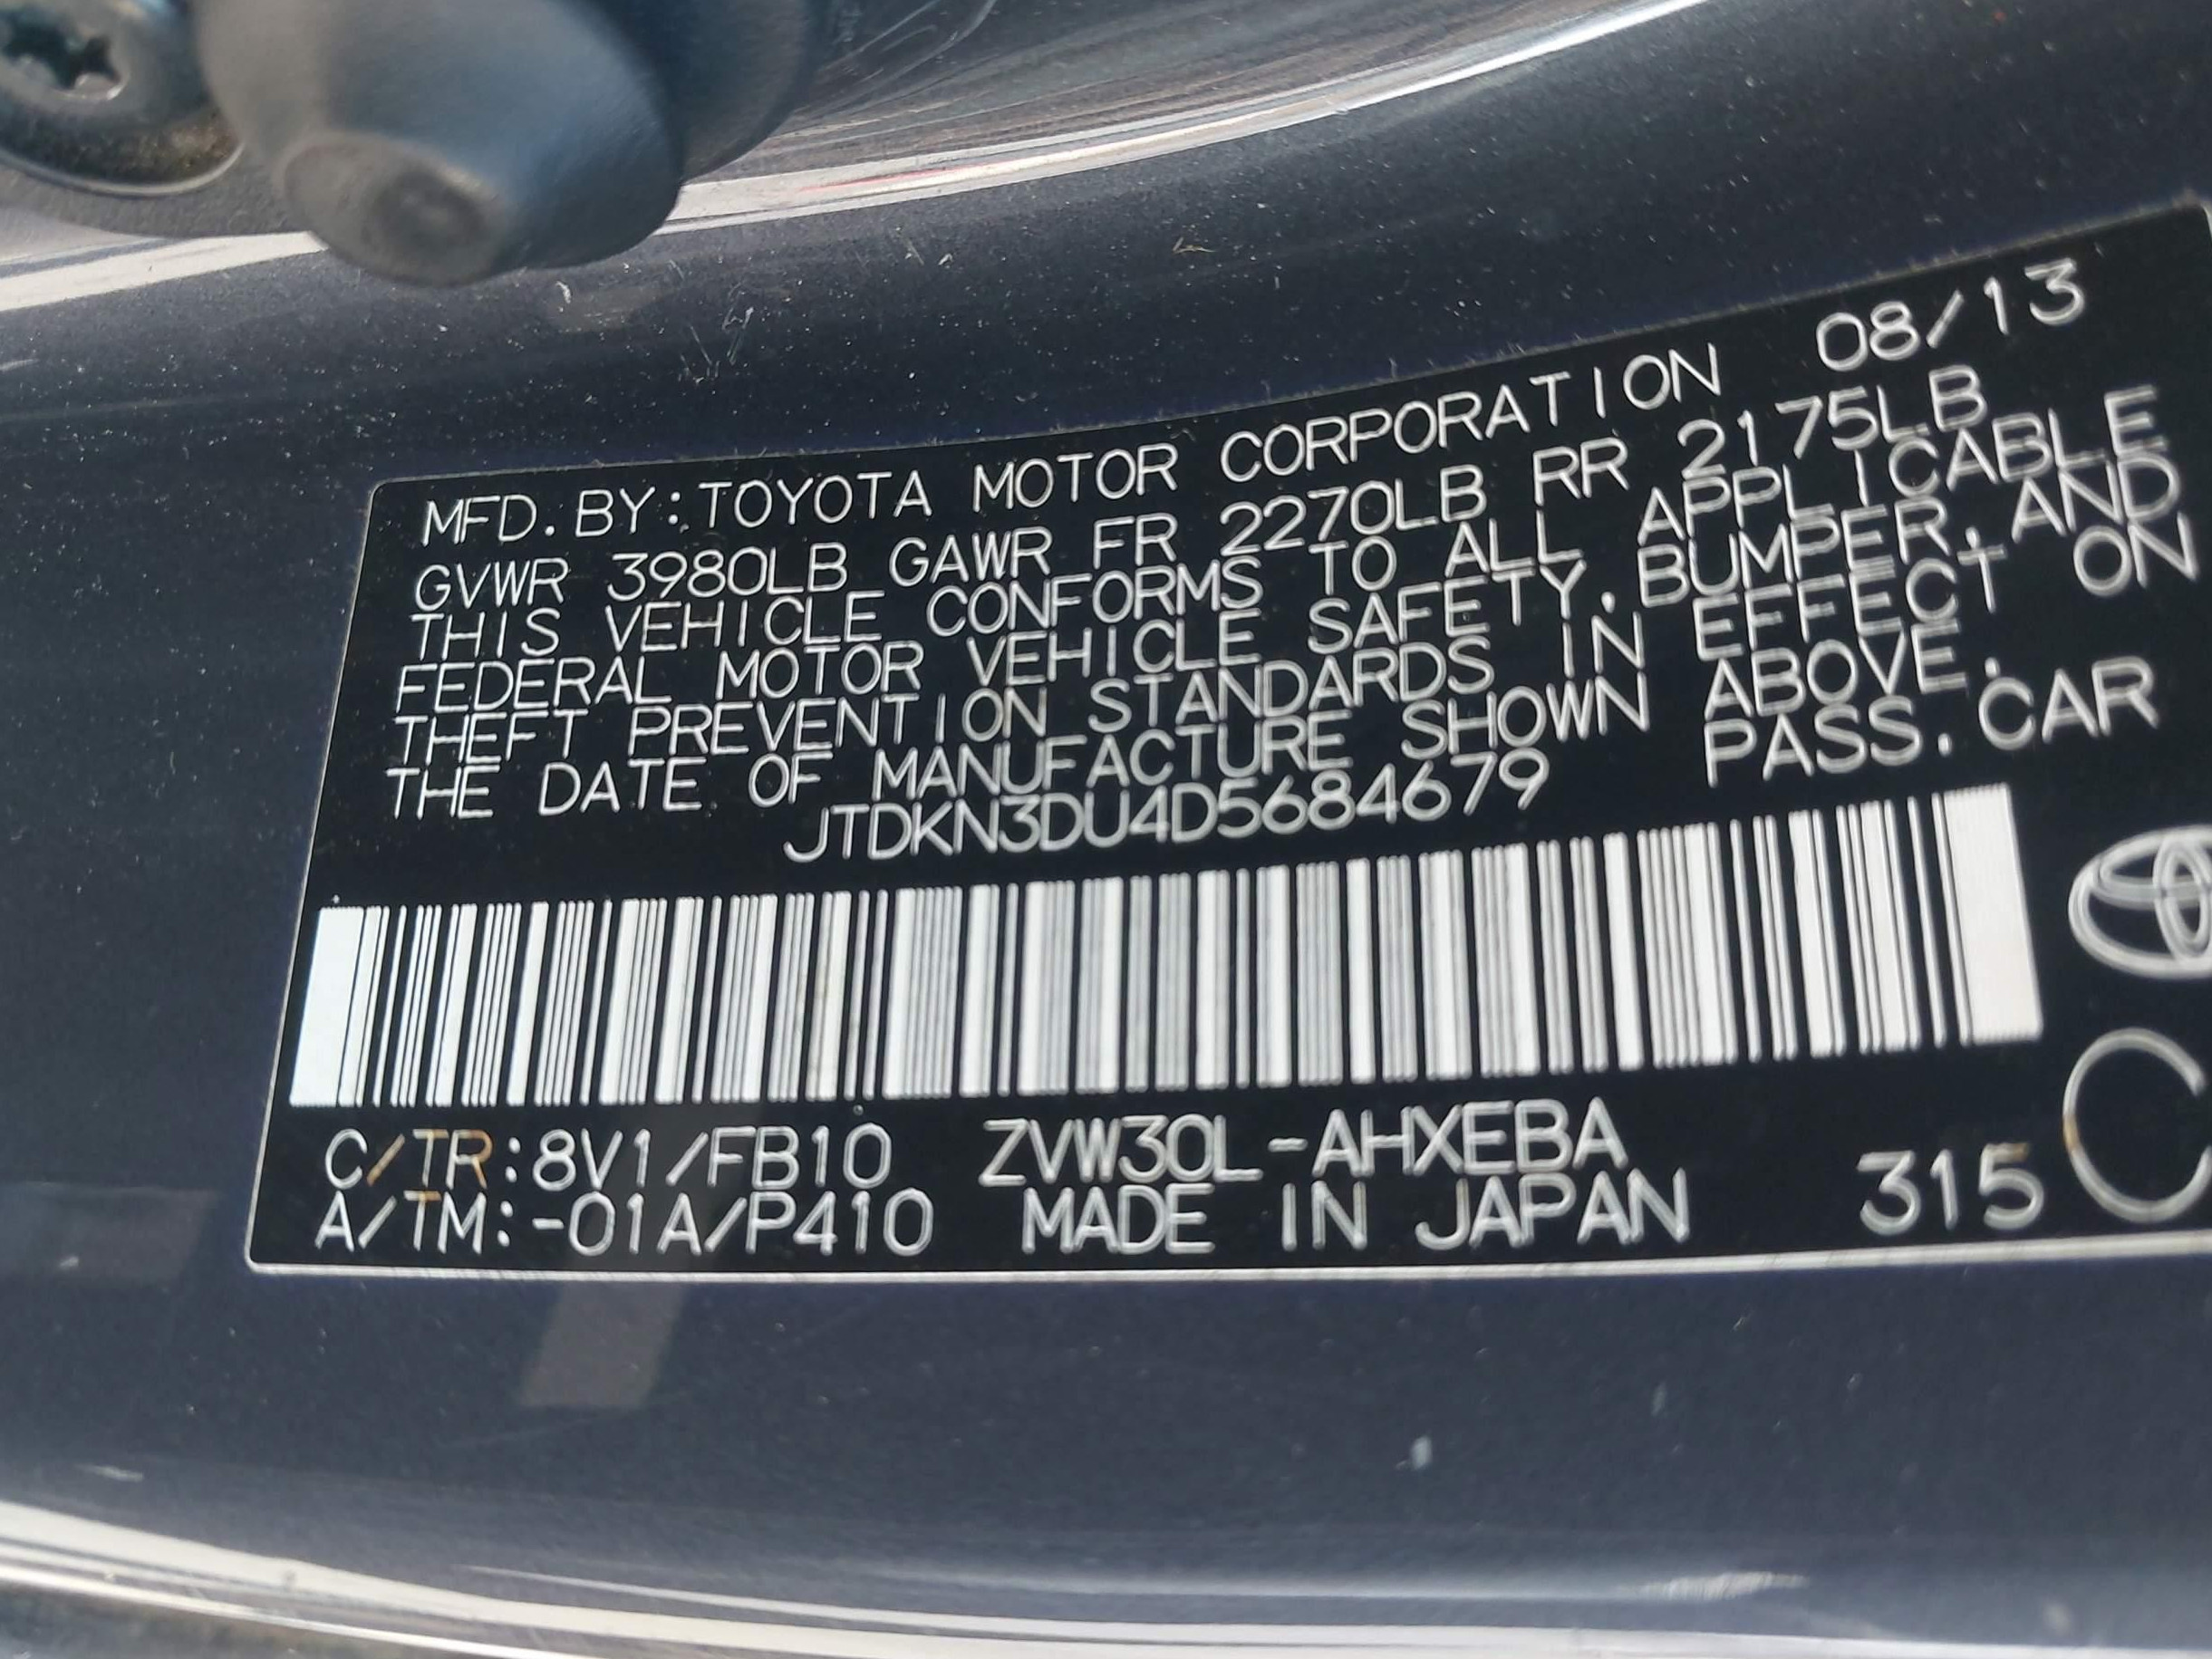 MFD. BY:TOYOTA MOTOR CORPORATION 08/13
GVWR 3980LB GAWR FR 2270LB RR 2175LB
THIS VEHICLE CONFORMS TO ALL APPLICABLE
FEDERAL MOTOR VEHICLE SAFETY, BUMPER, AND
THEFT PREVENTION STANDARDS IN EFFECT ON
THE DATE OF MANUFACTURE SHOWN ABOVE.
JTDKN3DU4D5684679 PASS. CAR
C/TR:8V1/FB10 ZVW30L-AHXEBA
A/TM:-01A/P410 MADE IN JAPAN 315 C